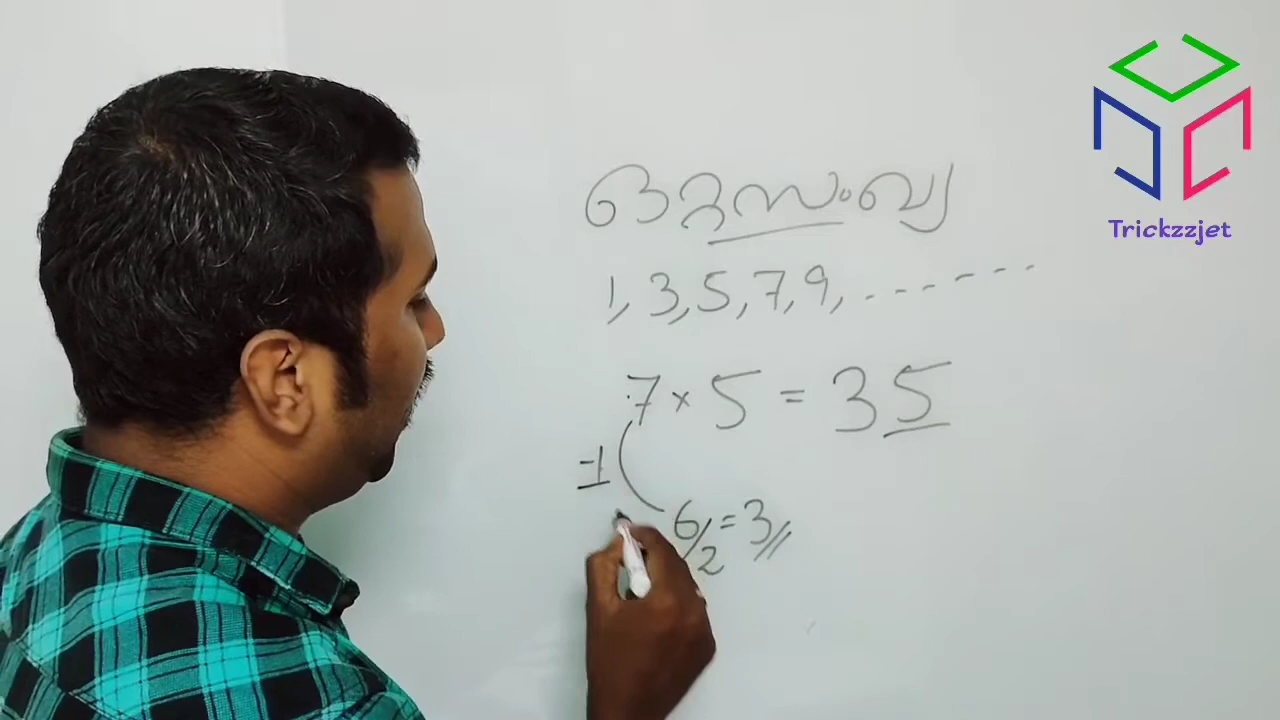 Trickzzjet
ഒറ്റസംഖ്യ
1, 3, 5, 7, 9, - - - - - -
7 × 5 = 35
-1
6/2 = 3//